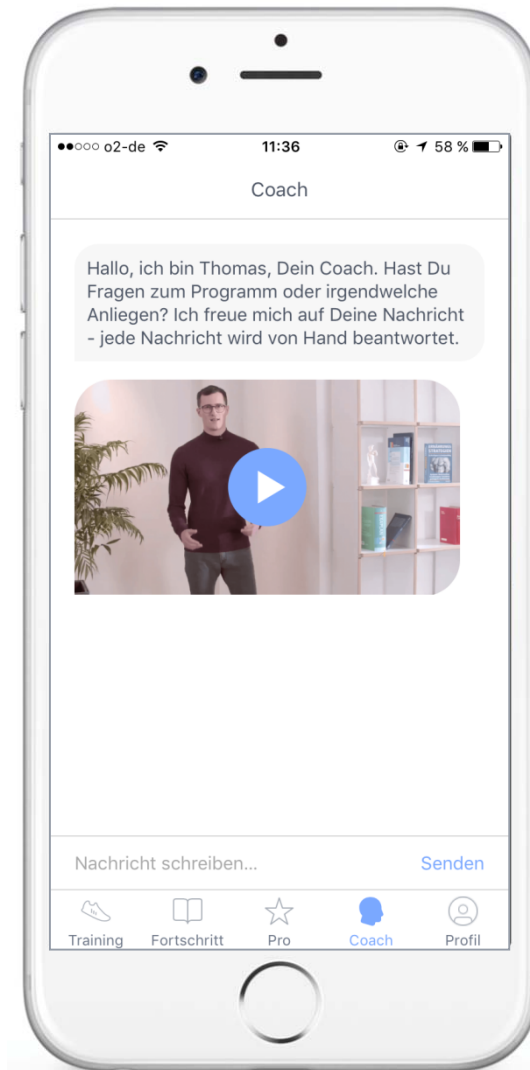 o2-de 11:36 58 %
Coach
Hallo, ich bin Thomas, Dein Coach. Hast Du
Fragen zum Programm oder irgendwelche
Anliegen? Ich freue mich auf Deine Nachricht
- jede Nachricht wird von Hand beantwortet.
Nachricht schreiben...
Senden
Training Fortschritt Pro Coach Profil